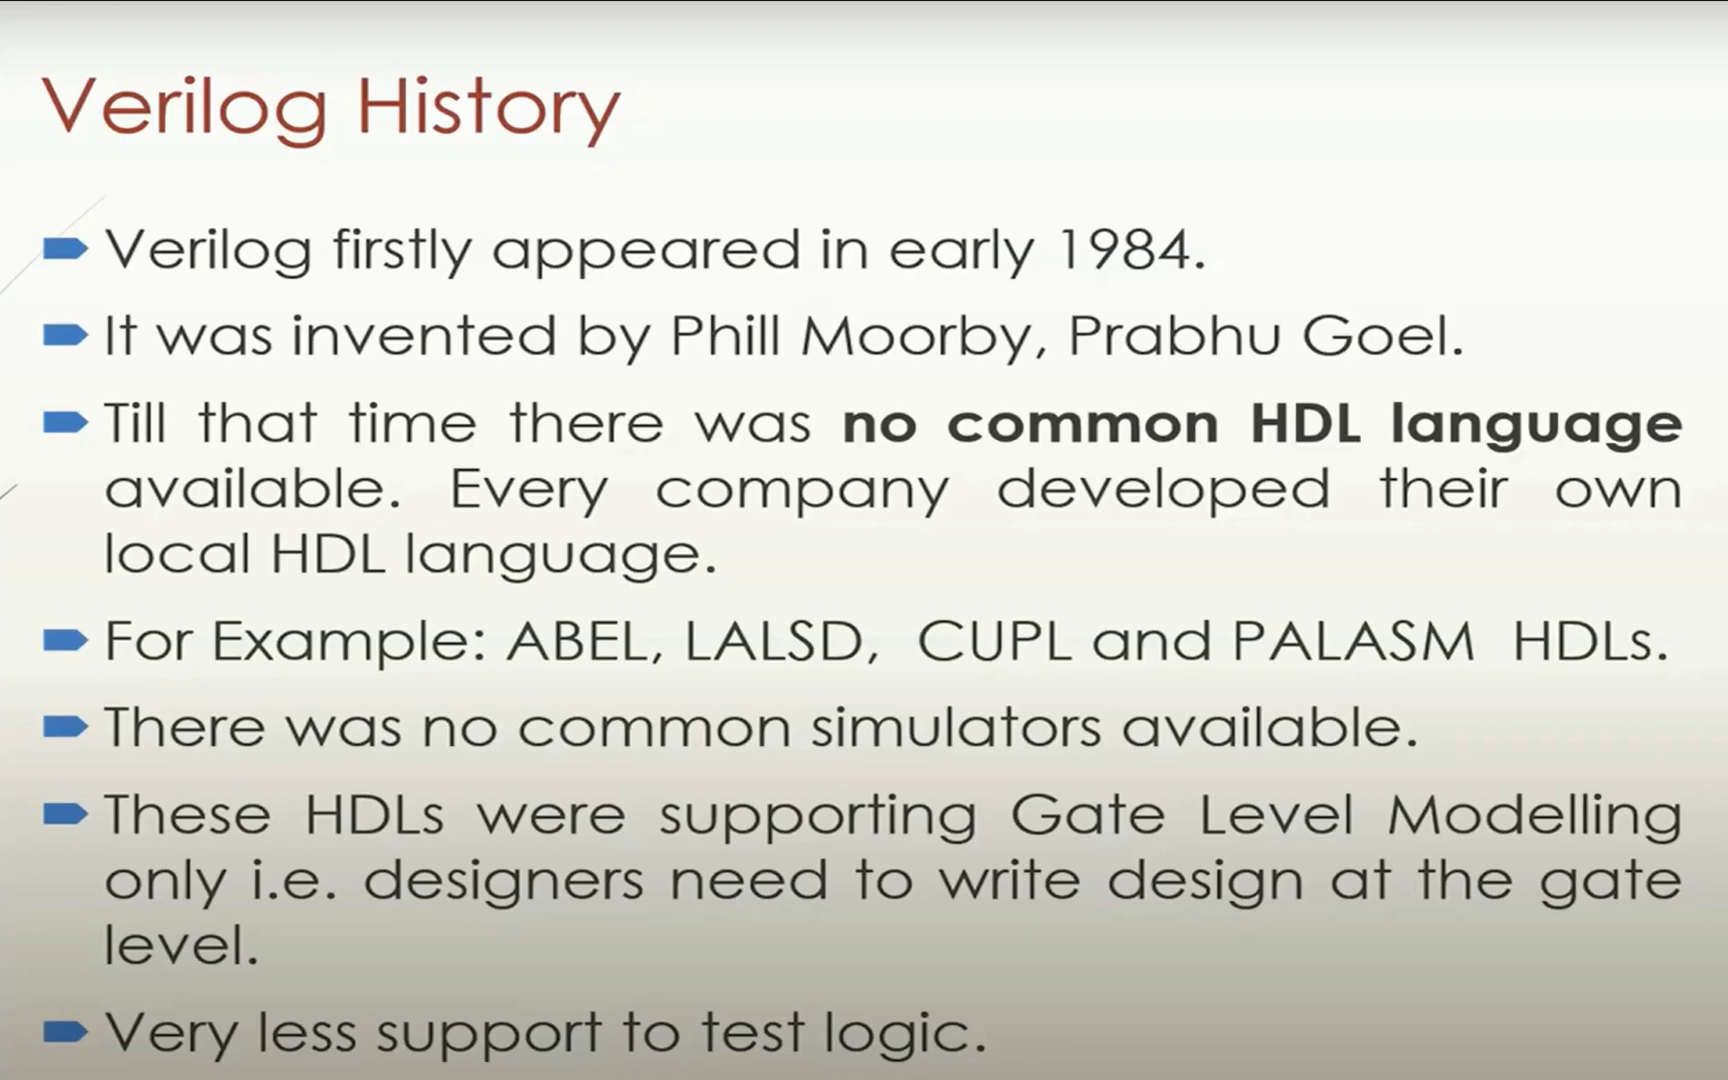 Verilog History
Verilog firstly appeared in early 1984.
It was invented by Phill Moorby, Prabhu Goel.
Till that time there was no common HDL language
available. Every company developed their own
local HDL language.
For Example: ABEL, LALSD, CUPL and PALASM HDLs.
There was no common simulators available.
These HDLs were supporting Gate Level Modelling
only i.e. designers need to write design at the gate
level.
Very less support to test logic.